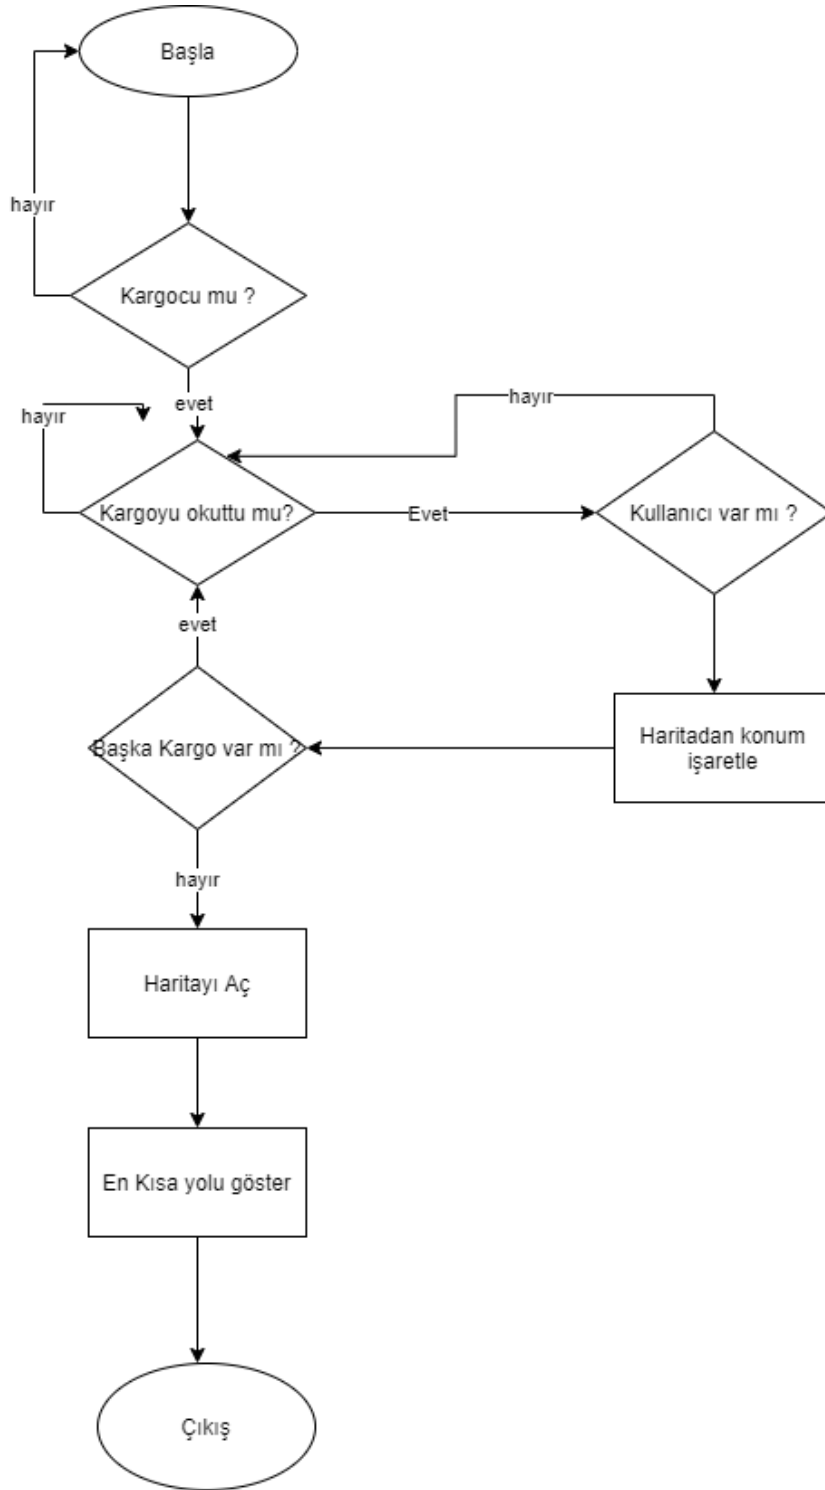 Başla
hayır
Kargocu mu ?
evet
hayır
hayır
Kargoyu okuttu mu?
Evet
Kullanıcı var mı ?
evet
Başka Kargo var mı ?
Haritadan konum
işaretle
hayır
Haritayı Aç
En Kısa yolu göster
Çıkış